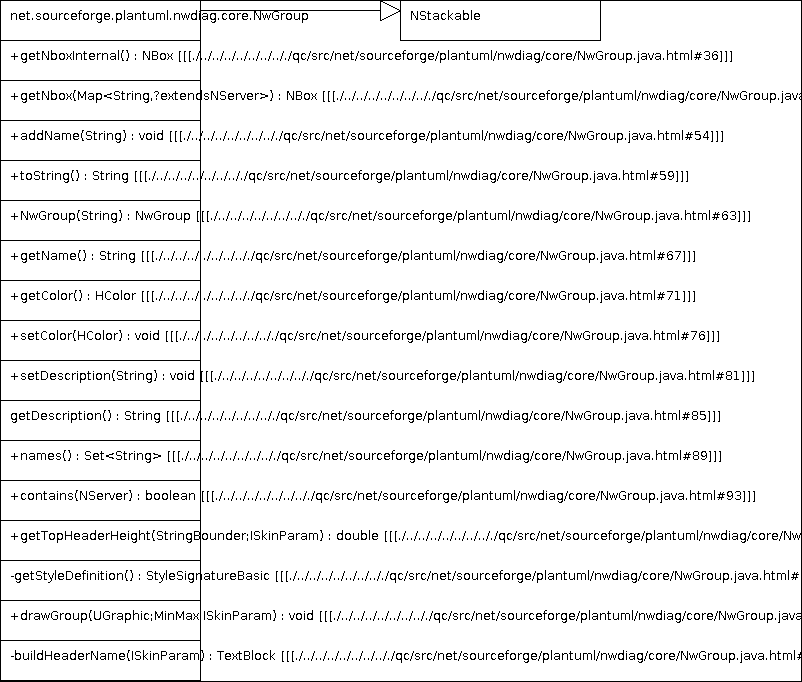 net.sourceforge.plantuml.nwdiag.core.NwGroup
NStackable
+getNboxInternal() : NBox [[[./../../../../../../../qc/src/net/sourceforge/plantuml/nwdiag/core/NwGroup.java.html#36]]]
+getNbox(Map<String,?extendsNServer>) : NBox [[[./../../../../../../../qc/src/net/sourceforge/plantuml/nwdiag/core/NwGroup.java
+addName(String) : void [[[./../../../../../../../qc/src/net/sourceforge/plantuml/nwdiag/core/NwGroup.java.html#54]]]
+toString() : String [[[./../../../../../../../qc/src/net/sourceforge/plantuml/nwdiag/core/NwGroup.java.html#59]]]
+NwGroup(String) : NwGroup [[[./../../../../../../../qc/src/net/sourceforge/plantuml/nwdiag/core/NwGroup.java.html#63]]]
+getName() : String [[[./../../../../../../../qc/src/net/sourceforge/plantuml/nwdiag/core/NwGroup.java.html#67]]]
+getColor() : HColor [[[./../../../../../../../qc/src/net/sourceforge/plantuml/nwdiag/core/NwGroup.java.html#71]]]
+setColor(HColor) : void [[[./../../../../../../../qc/src/net/sourceforge/plantuml/nwdiag/core/NwGroup.java.html#76]]]
+setDescription(String) : void [[[./../../../../../../../qc/src/net/sourceforge/plantuml/nwdiag/core/NwGroup.java.html#81]]]
getDescription() : String [[[./../../../../../../../qc/src/net/sourceforge/plantuml/nwdiag/core/NwGroup.java.html#85]]]
+names() : Set<String> [[[./../../../../../../../qc/src/net/sourceforge/plantuml/nwdiag/core/NwGroup.java.html#89]]]
+contains(NServer) : boolean [[[./../../../../../../../qc/src/net/sourceforge/plantuml/nwdiag/core/NwGroup.java.html#93]]]
+getTopHeaderHeight(StringBounder;ISkinParam) : double [[[./../../../../../../../qc/src/net/sourceforge/plantuml/nwdiag/core/Nw
-getStyleDefinition() : StyleSignatureBasic [[[./../../../../../../../qc/src/net/sourceforge/plantuml/nwdiag/core/NwGroup.java.html#
+drawGroup(UGraphic;MinMax;ISkinParam) : void [[[./../../../../../../../qc/src/net/sourceforge/plantuml/nwdiag/core/NwGroup.java
-buildHeaderName(ISkinParam) : TextBlock [[[./../../../../../../../qc/src/net/sourceforge/plantuml/nwdiag/core/NwGroup.java.html#